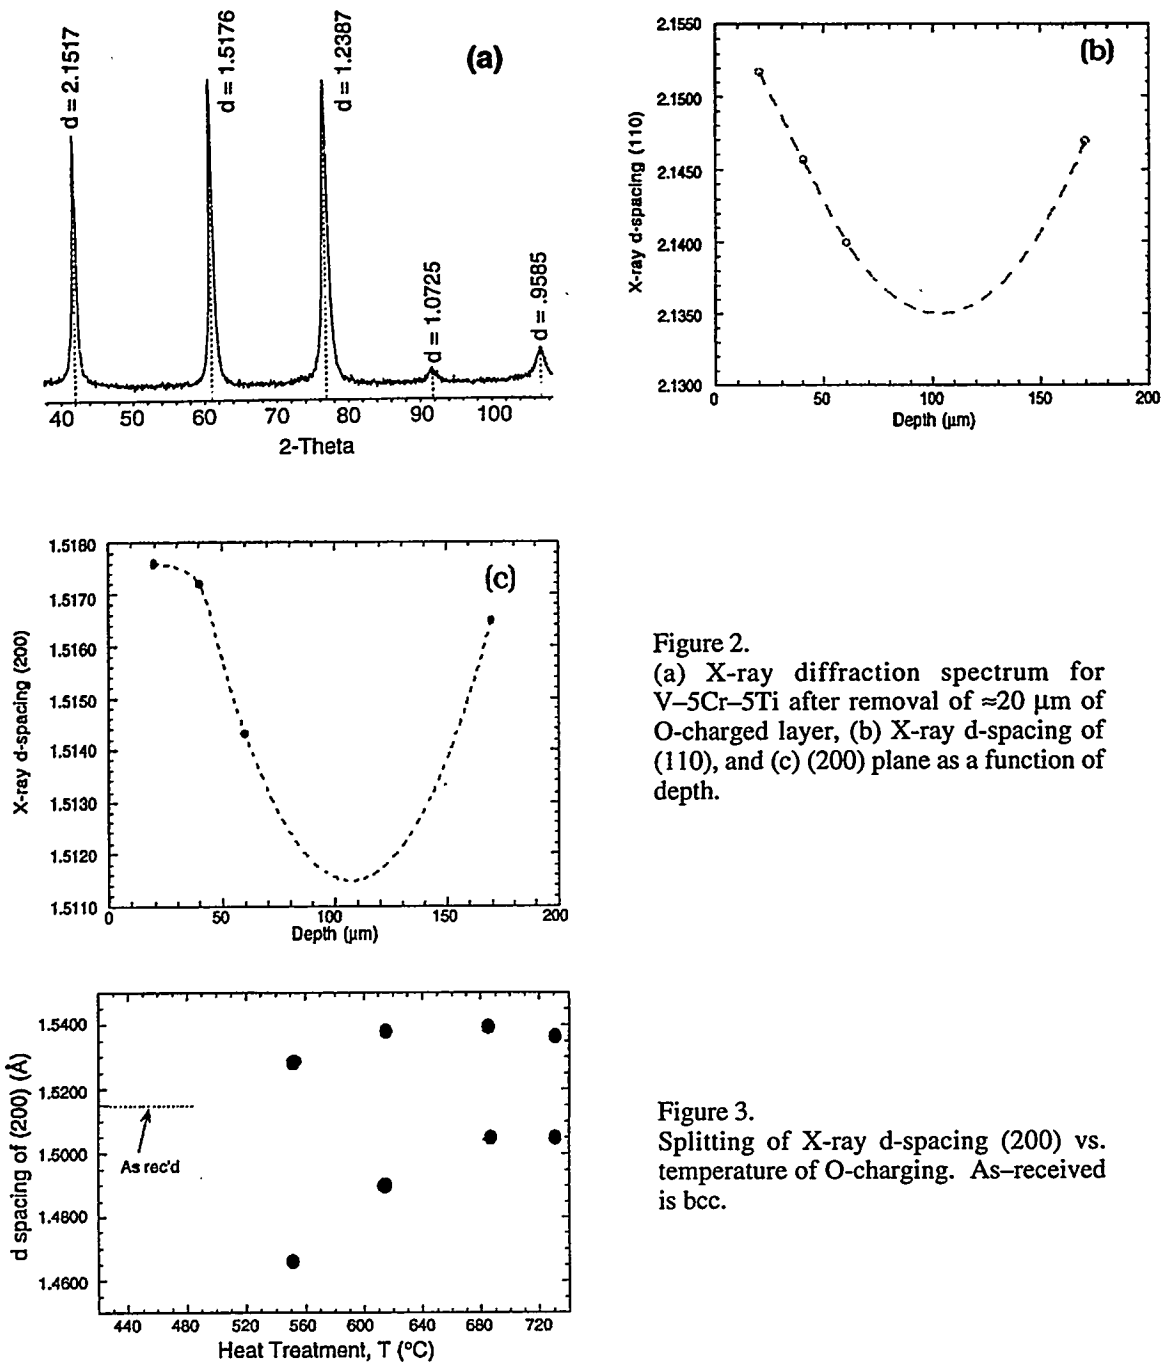 (a)
d = 2.1517
d = 1.5176
d = 1.2387
d = 1.0725
d = .9585
40 50 60 70 80 90 100
2-Theta
(b)
X-ray d-spacing (110)
2.1550
2.1500
2.1450
2.1400
2.1350
2.1300
0 50 100 150 200
Depth (μm)
(c)
X-ray d-spacing (200)
1.5180
1.5170
1.5160
1.5150
1.5140
1.5130
1.5120
1.5110
0 50 100 150 200
Depth (μm)
Figure 2.
(a) X-ray diffraction spectrum for
V–5Cr–5Ti after removal of ≈20 μm of
O-charged layer, (b) X-ray d-spacing of
(110), and (c) (200) plane as a function of
depth.
d spacing of (200) (Å)
1.5400
1.5200
1.5000
1.4800
1.4600
As rec'd
440 480 520 560 600 640 680 720
Heat Treatment, T (°C)
Figure 3.
Splitting of X-ray d-spacing (200) vs.
temperature of O-charging. As–received
is bcc.